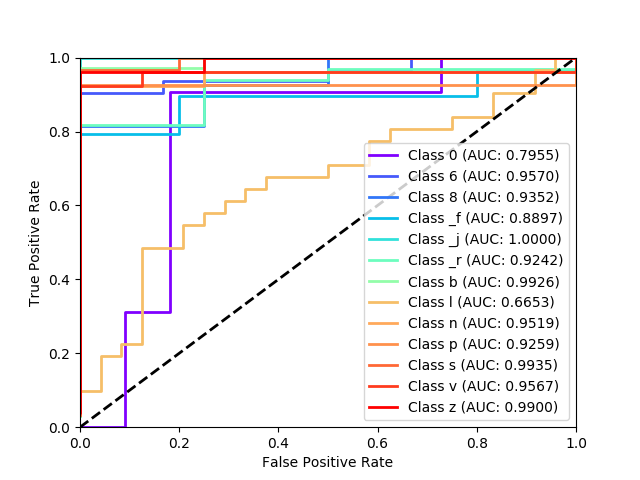 1.0
0.8
0.6
0.4
0.2
0.0
True Positive Rate
Class 0 (AUC: 0.7955)
Class 6 (AUC: 0.9570)
Class 8 (AUC: 0.9352)
Class _f (AUC: 0.8897)
Class _j (AUC: 1.0000)
Class _r (AUC: 0.9242)
Class b (AUC: 0.9926)
Class l (AUC: 0.6653)
Class n (AUC: 0.9519)
Class p (AUC: 0.9259)
Class s (AUC: 0.9935)
Class v (AUC: 0.9567)
Class z (AUC: 0.9900)
0.0 0.2 0.4 0.6 0.8 1.0
False Positive Rate